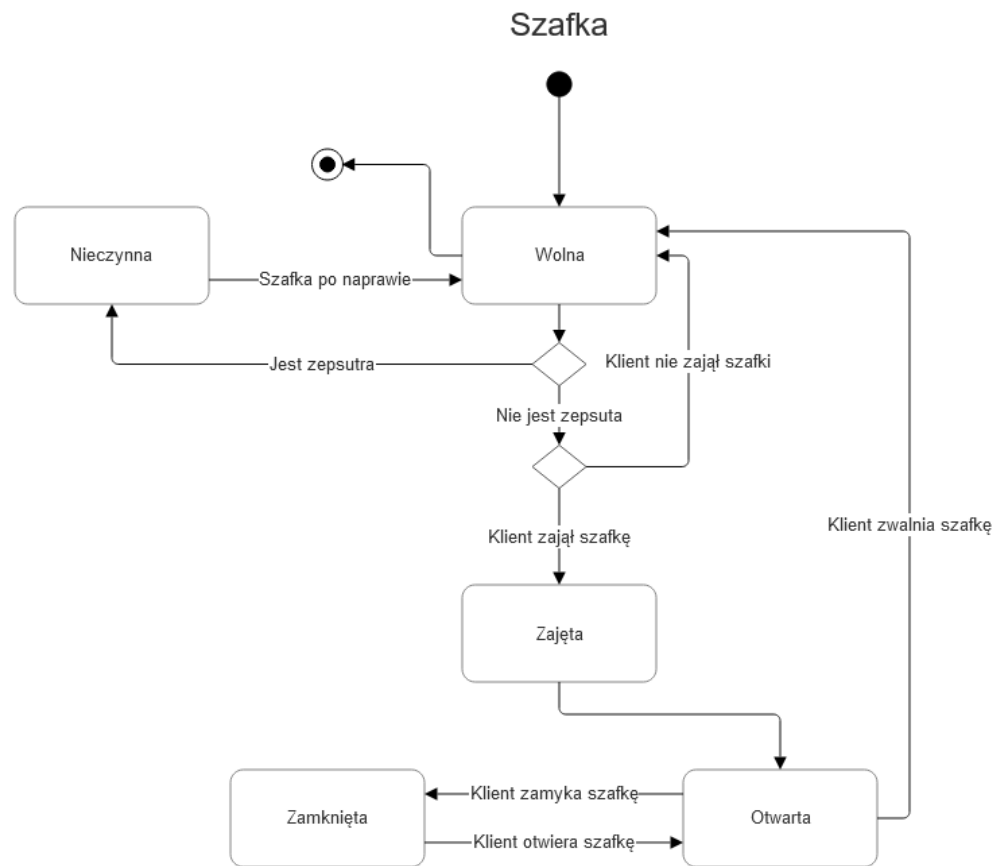 Szafka
Nieczynna
Wolna
Szafka po naprawie
Jest zepsutra
Klient nie zajął szafki
Nie jest zepsuta
Klient zwalnia szafkę
Klient zajął szafkę
Zajęta
Klient zamyka szafkę
Zamknięta
Otwarta
Klient otwiera szafkę